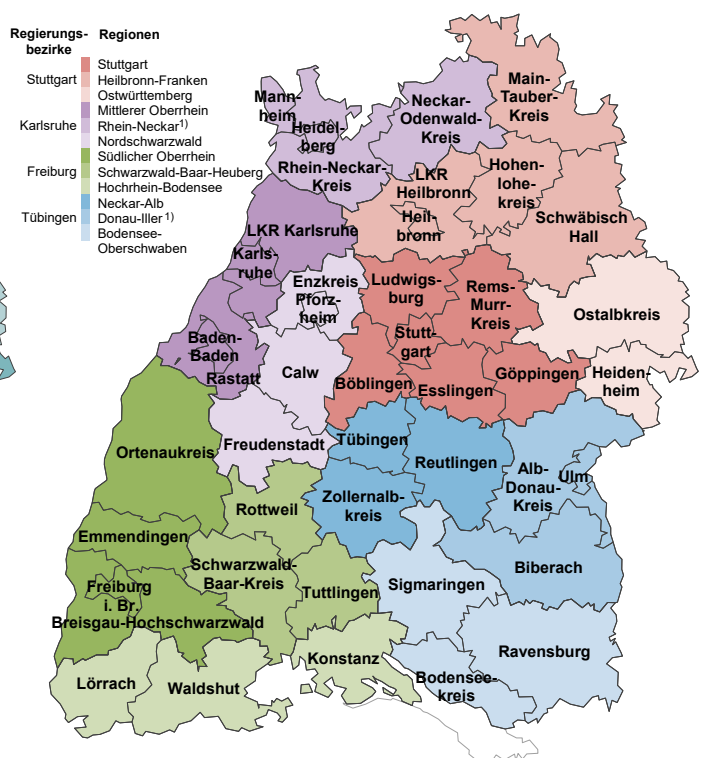 Regierungs-
bezirke
Regionen
Stuttgart
Stuttgart
Heilbronn-Franken
Ostwürttemberg
Karlsruhe
Mittlerer Oberrhein
Rhein-Neckar1)
Nordschwarzwald
Freiburg
Südlicher Oberrhein
Schwarzwald-Baar-Heuberg
Hochrhein-Bodensee
Tübingen
Neckar-Alb
Donau-Iller 1)
Bodensee-
Oberschwaben
Main-
Tauber-
Kreis
Mann-
heim
Neckar-
Odenwald-
Kreis
Heidel-
berg
Rhein-Neckar-
Kreis
LKR
Heilbronn
Hohen-
lohe-
kreis
Heil-
bronn
Schwäbisch
Hall
LKR Karlsruhe
Karls-
ruhe
Enzkreis
Pforz-
heim
Ludwigs-
burg
Rems-
Murr-
Kreis
Ostalbkreis
Baden-
Baden
Rastatt
Calw
Stutt-
gart
Böblingen
Esslingen
Göppingen
Heiden-
heim
Ortenaukreis
Freudenstadt
Tübingen
Reutlingen
Alb-
Donau-
Kreis
Ulm
Rottweil
Zollernalb-
kreis
Emmendingen
Schwarzwald-
Baar-Kreis
Tuttlingen
Sigmaringen
Biberach
Freiburg
i. Br.
Breisgau-Hochschwarzwald
Konstanz
Ravensburg
Bodensee-
kreis
Lörrach
Waldshut